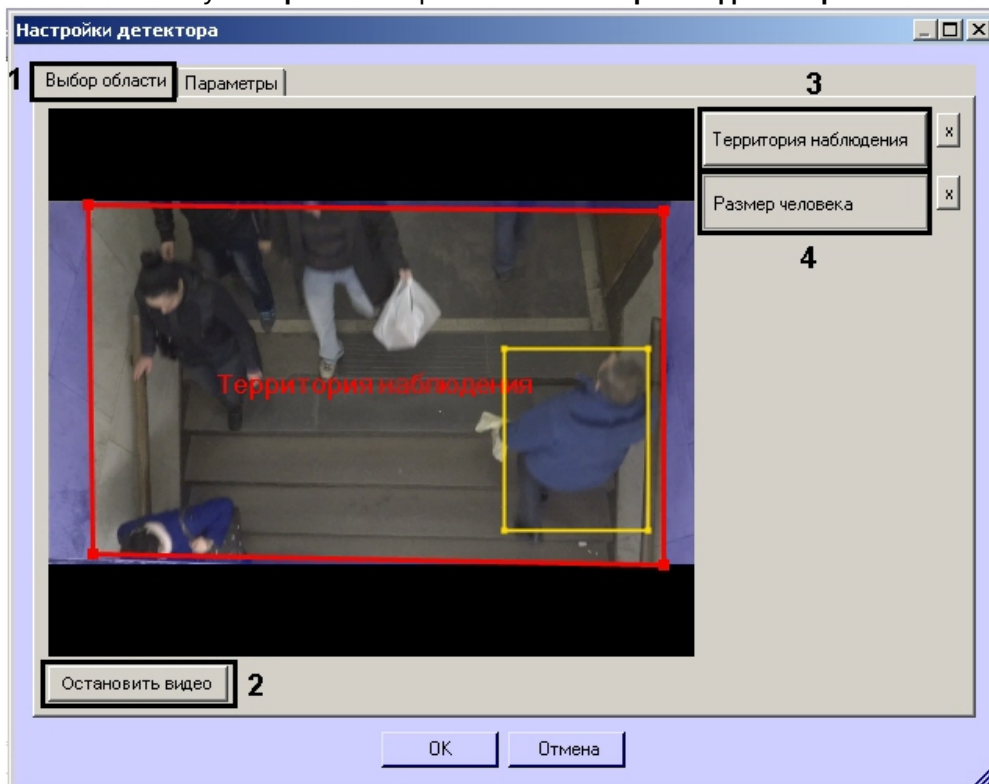 Настройки детектора
1
Выбор области
Параметры
3
Территория наблюдения
x
Размер человека
x
4
Территория наблюдения
Остановить видео
2
OK
Отмена